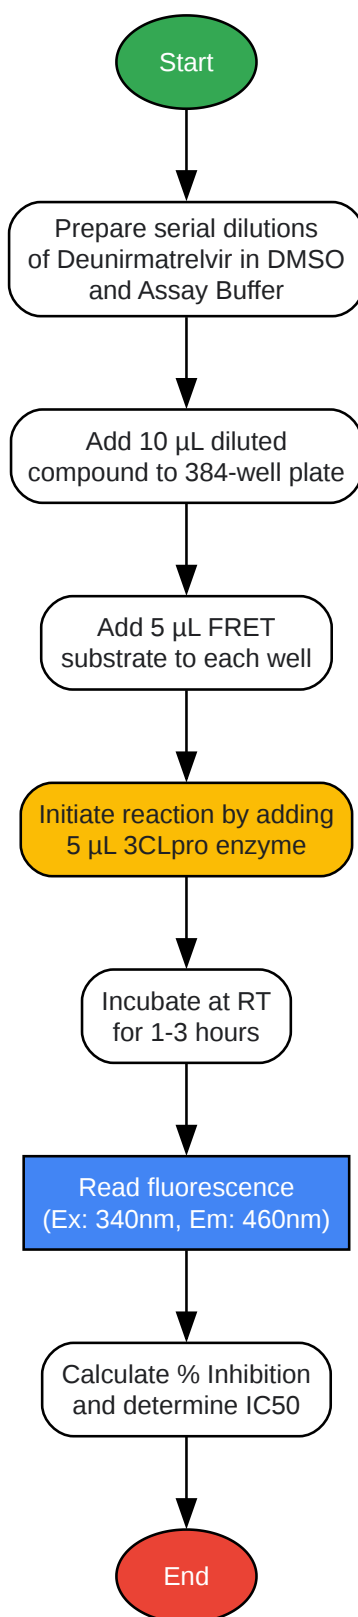 Start
Prepare serial dilutions
of Deunirmatrelvir in DMSO
and Assay Buffer
Add 10 µL diluted
compound to 384-well plate
Add 5 µL FRET
substrate to each well
Initiate reaction by adding
5 µL 3CLpro enzyme
Incubate at RT
for 1-3 hours
Read fluorescence
(Ex: 340nm, Em: 460nm)
Calculate % Inhibition
and determine IC50
End